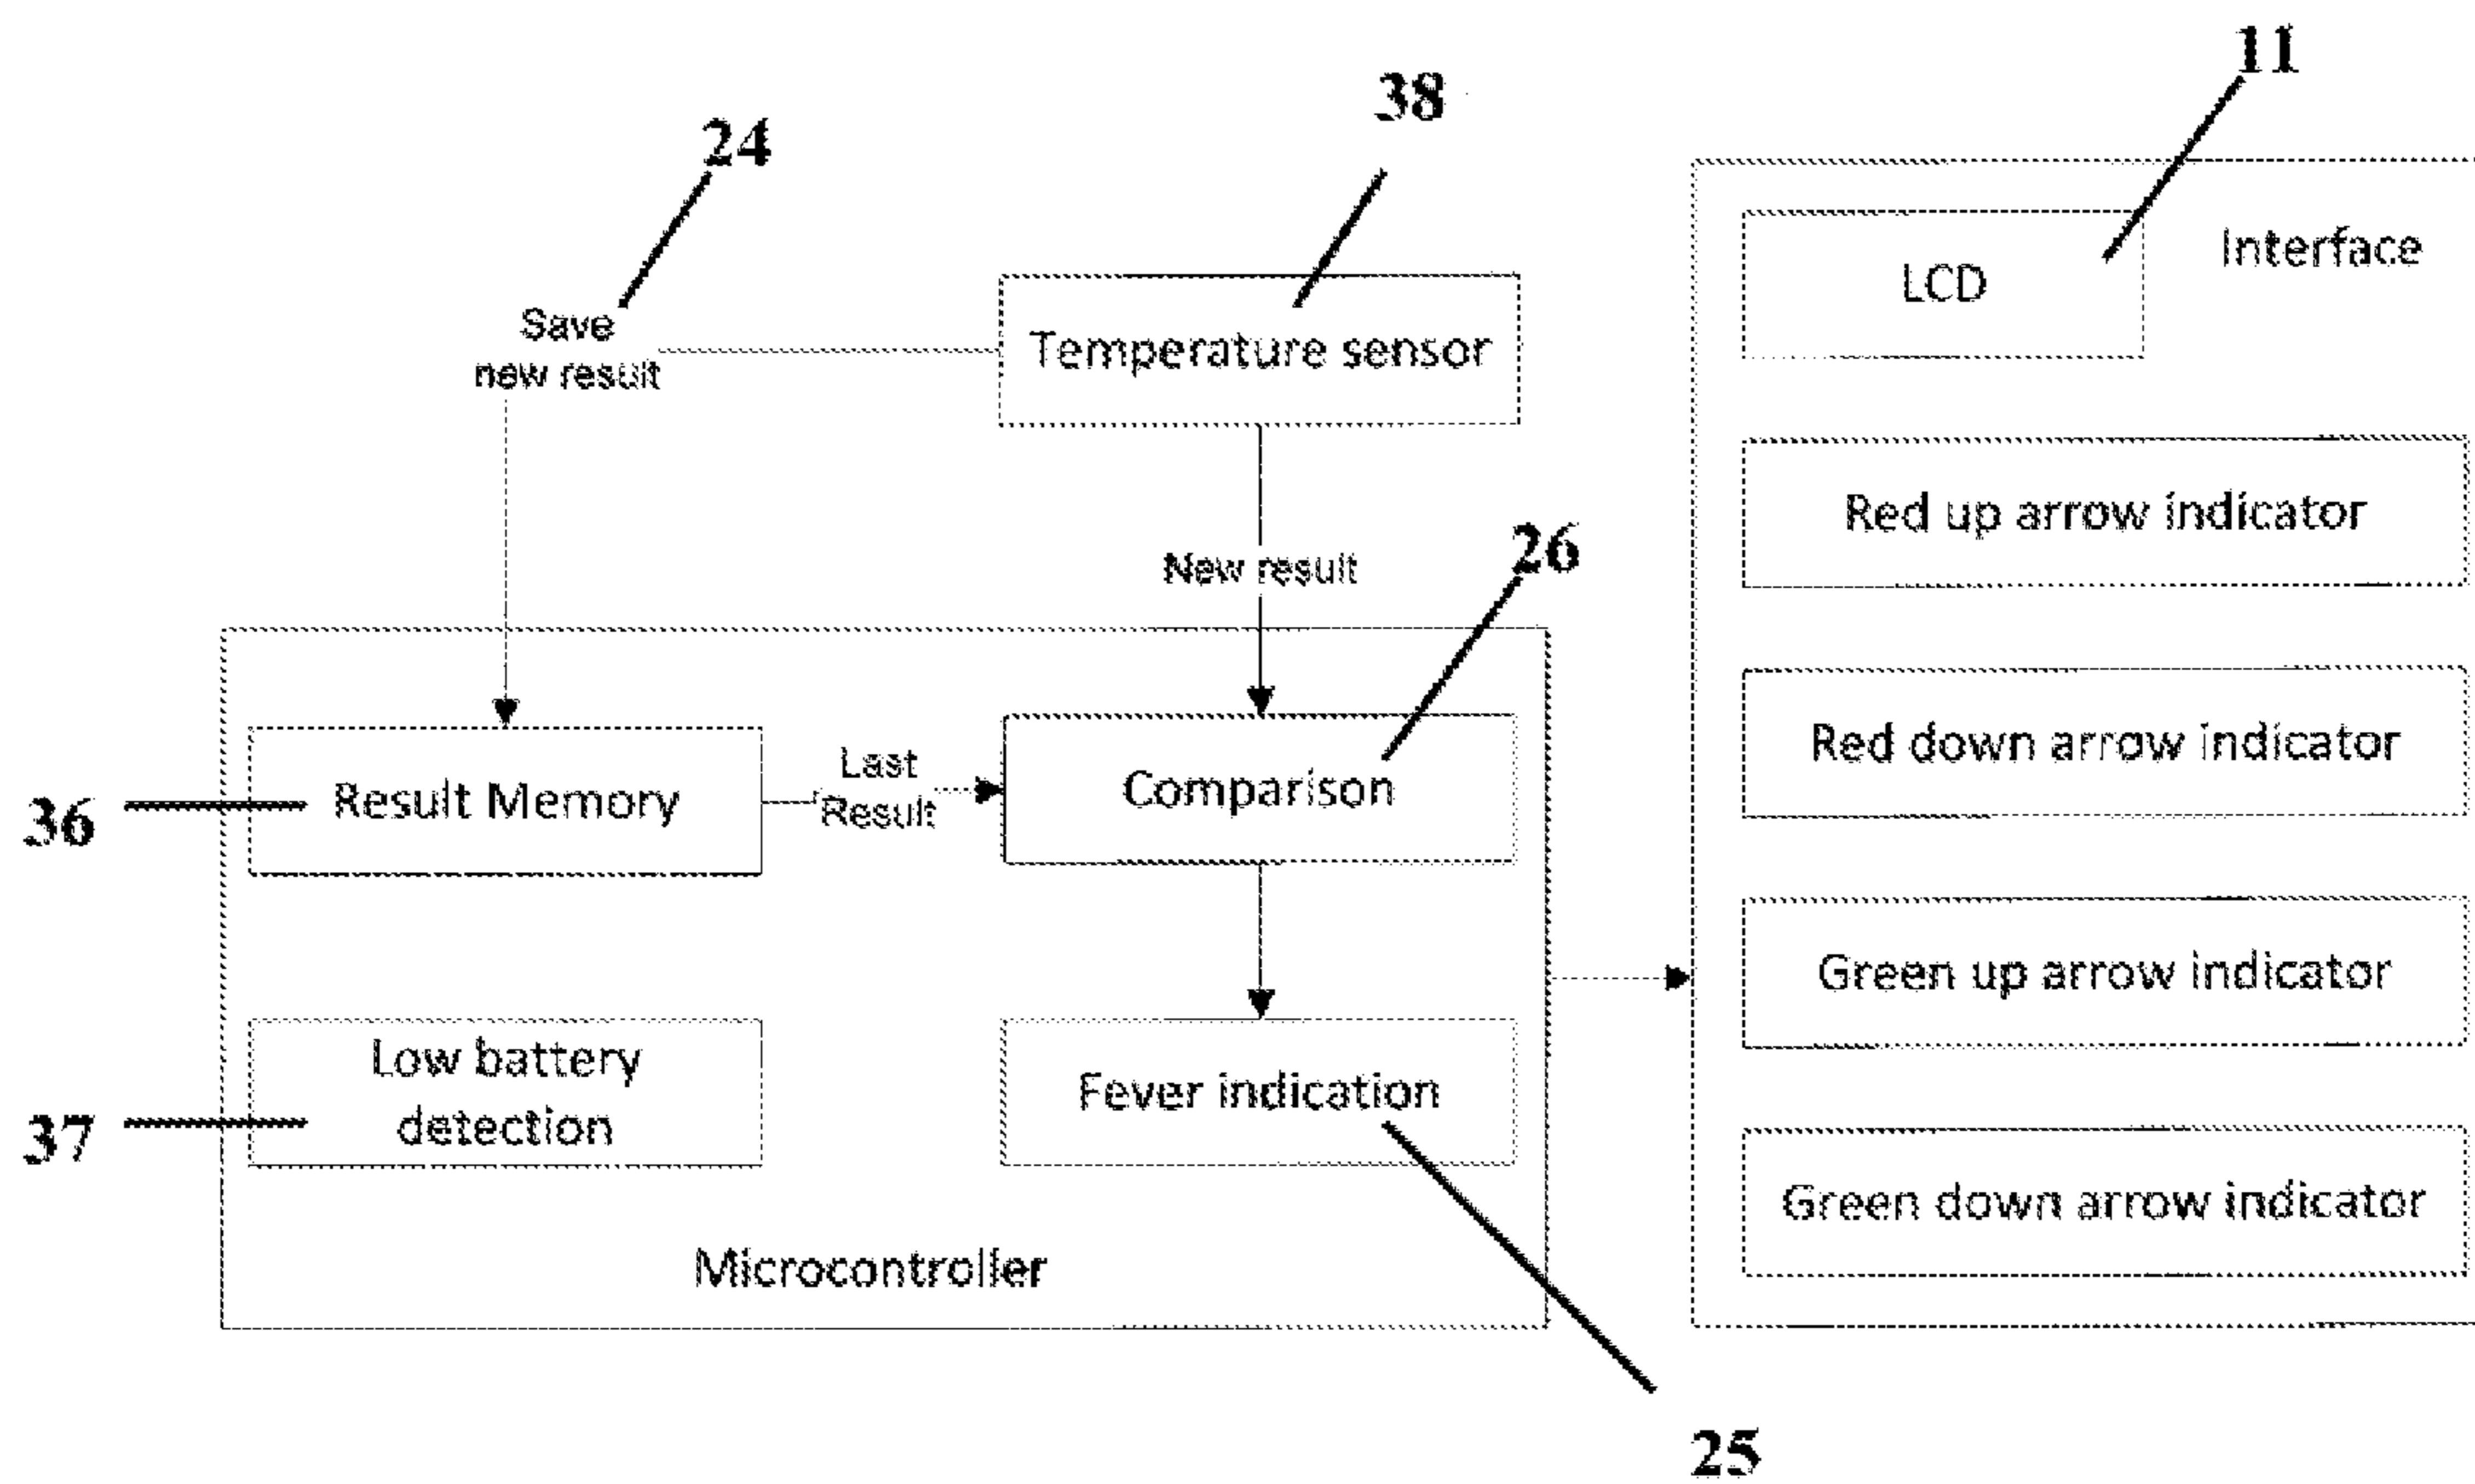 11
38
24
Interface
LCD
Save
new result
Temperature sensor
Red up arrow indicator
New result
26
Red down arrow indicator
Last
Result
Comparison
Result Memory
36
Green up arrow indicator
Low battery
detection
Fever indication
37
Green down arrow indicator
Microcontroller
25